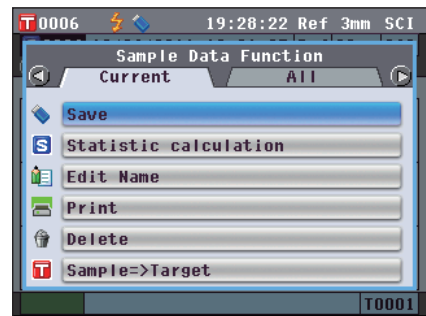 T0006 19:28:22 Ref 3mm SCI
Sample Data Function
Current All
Save
S Statistic calculation
Edit Name
Print
Delete
T Sample=>Target
T0001